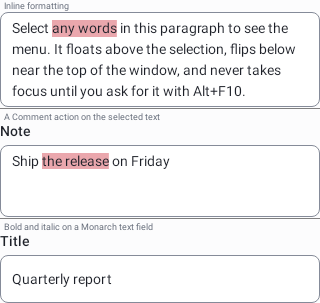 Inline formatting
Select any words in this paragraph to see the
menu. It floats above the selection, flips below
near the top of the window, and never takes
focus until you ask for it with Alt+F10.
A Comment action on the selected text
Note
Ship the release on Friday
Bold and italic on a Monarch text field
Title
Quarterly report